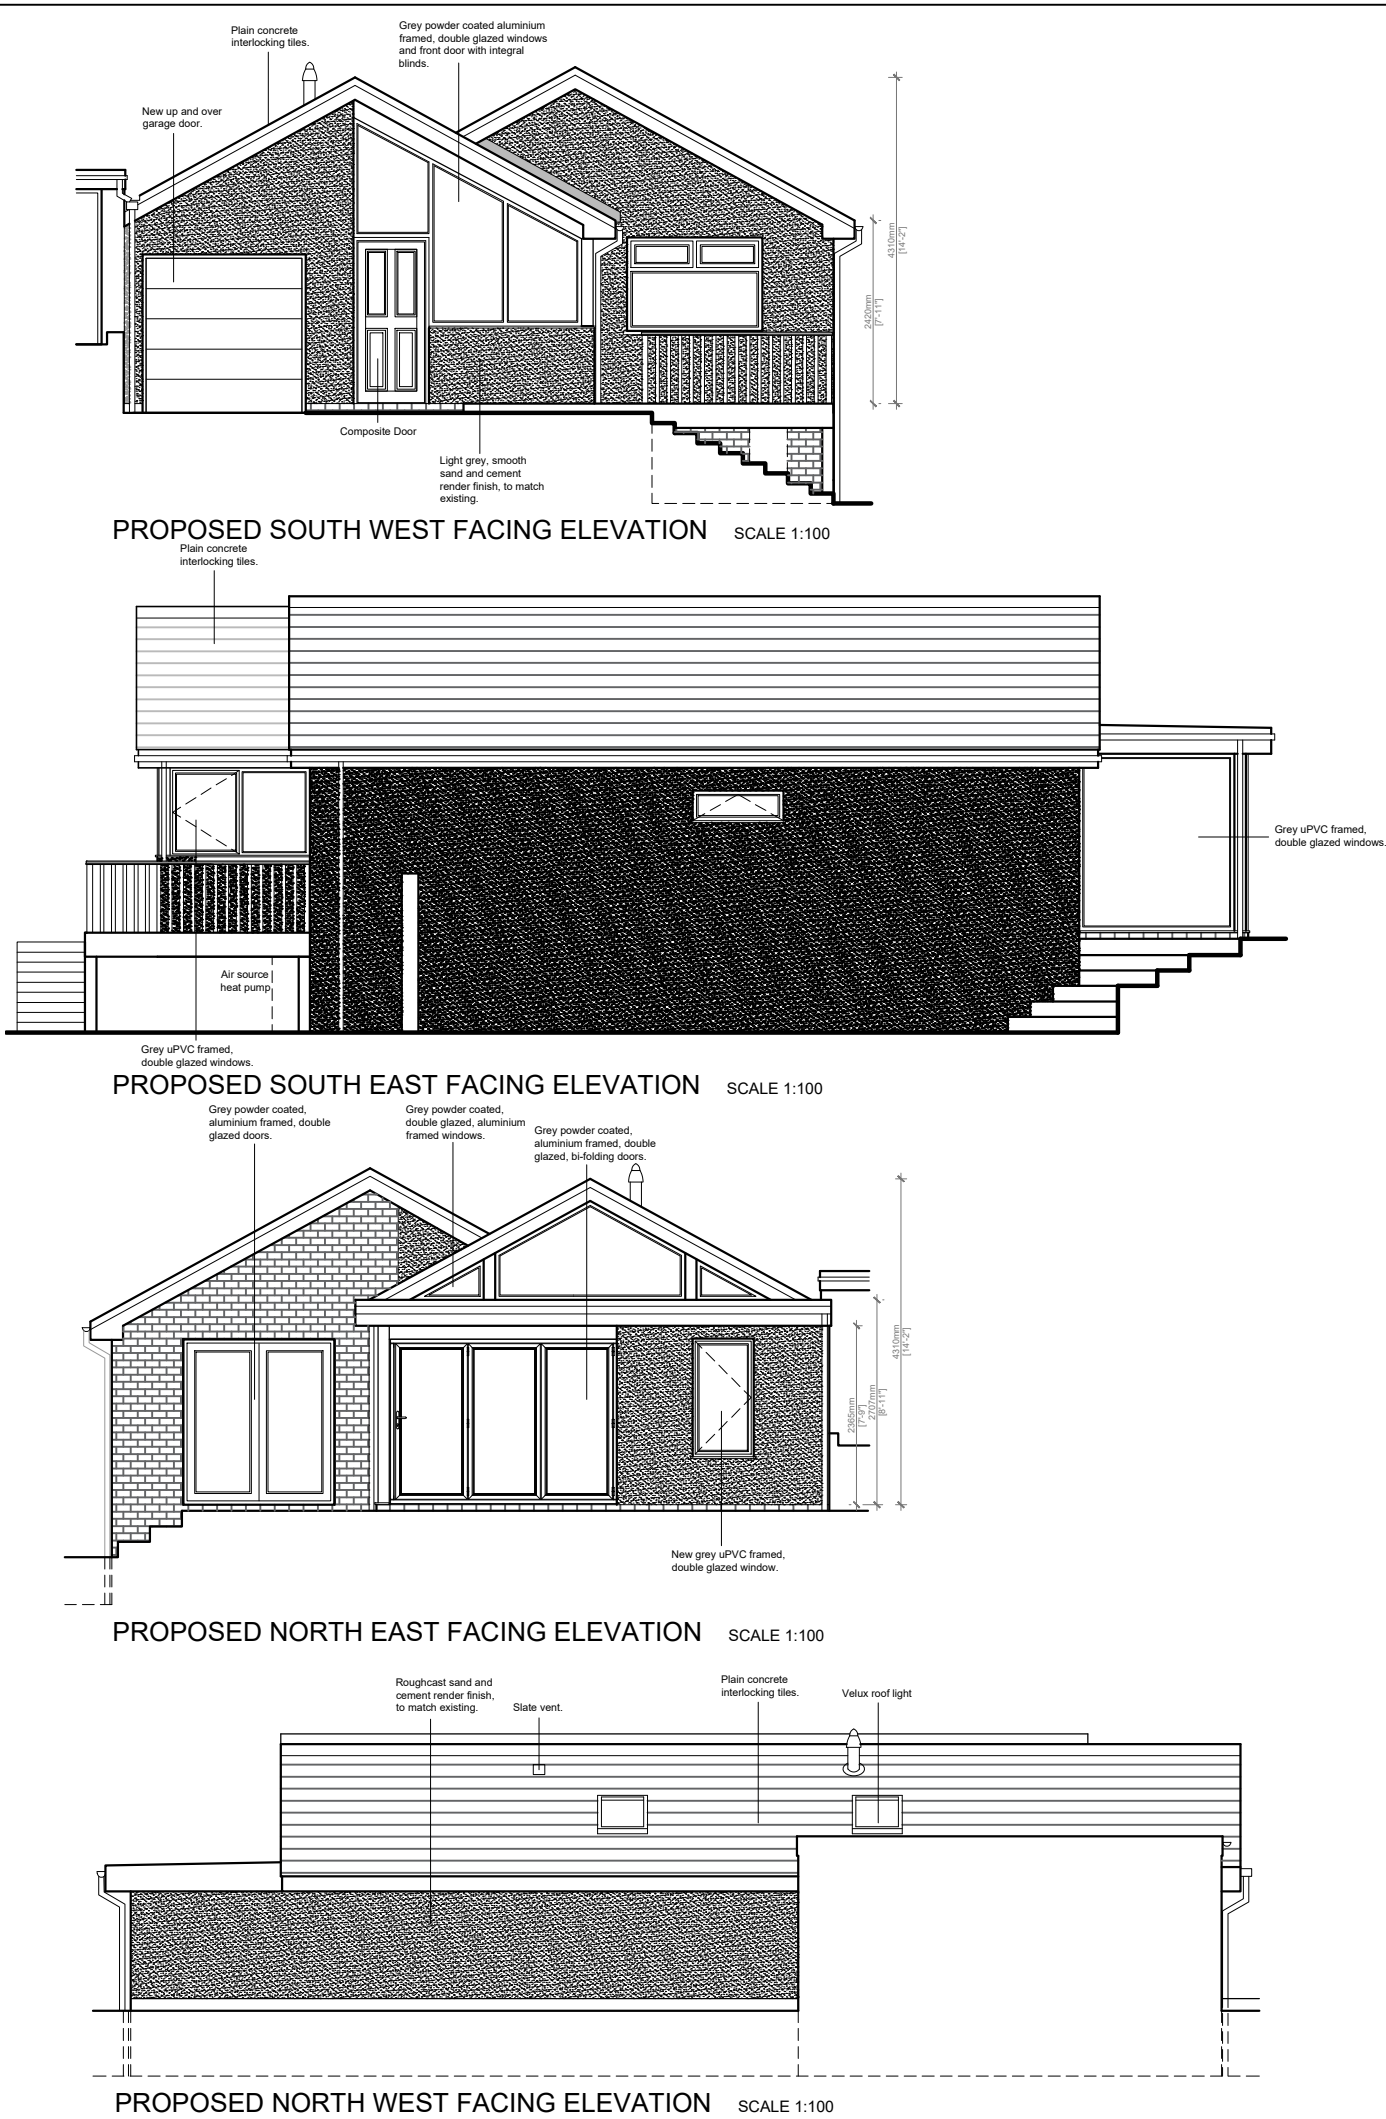 Plain concrete
interlocking tiles.
Grey powder coated aluminium
framed, double glazed windows
and front door with integral
blinds.
New up and over
garage door.
4310mm
[14'-2"]
2420mm
[7'-11"]
Composite Door
Light grey, smooth
sand and cement
render finish, to match
existing.
PROPOSED SOUTH WEST FACING ELEVATION SCALE 1:100
Plain concrete
interlocking tiles.
Grey uPVC framed,
double glazed windows.
Air source
heat pump
Grey uPVC framed,
double glazed windows.
PROPOSED SOUTH EAST FACING ELEVATION SCALE 1:100
Grey powder coated,
aluminium framed, double
glazed doors.
Grey powder coated,
double glazed, aluminium
framed windows.
Grey powder coated,
aluminium framed, double
glazed, bi-folding doors.
4310mm
[14'-2"]
2365mm
[7'-9"]
2707mm
[8'-11"]
New grey uPVC framed,
double glazed window.
PROPOSED NORTH EAST FACING ELEVATION SCALE 1:100
Roughcast sand and
cement render finish,
to match existing.
Slate vent.
Plain concrete
interlocking tiles.
Velux roof light
PROPOSED NORTH WEST FACING ELEVATION SCALE 1:100